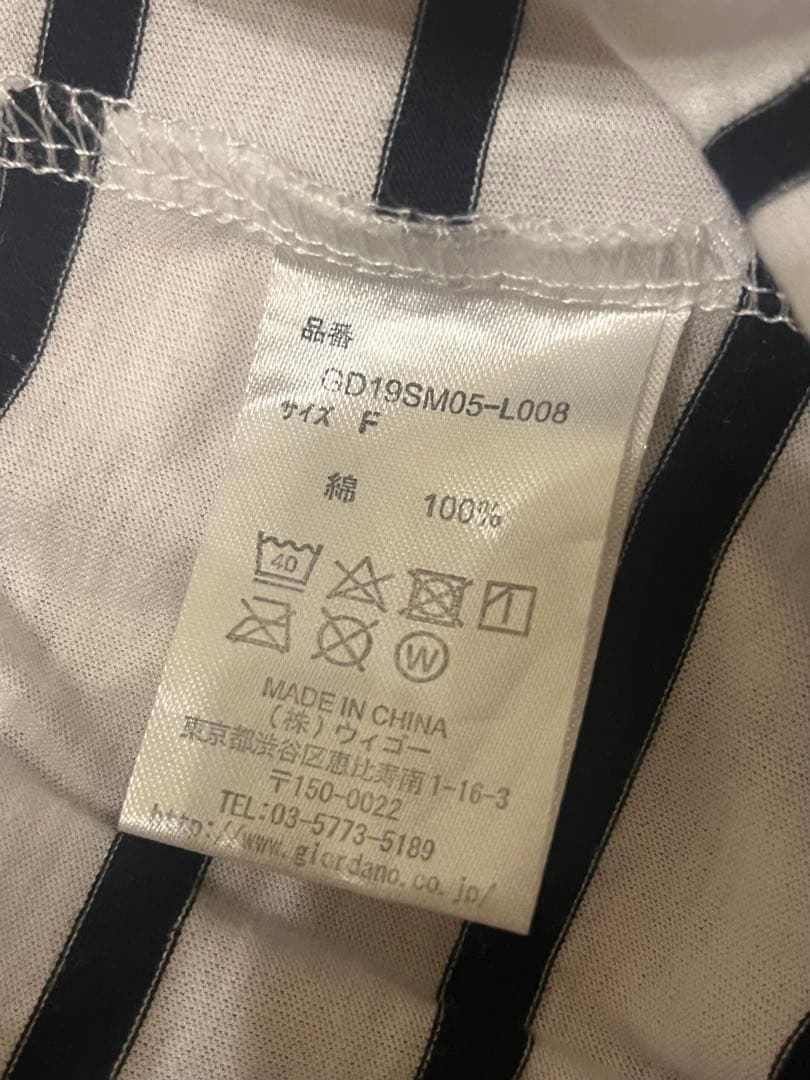 品番
GD19SM05-L008
サイズ F
綿 100%
40
W
MADE IN CHINA
(株)ウィゴー
東京都渋谷区恵比寿南1-16-3
〒150-0022
TEL:03-5773-5189
http://www.giordano.co.jp/